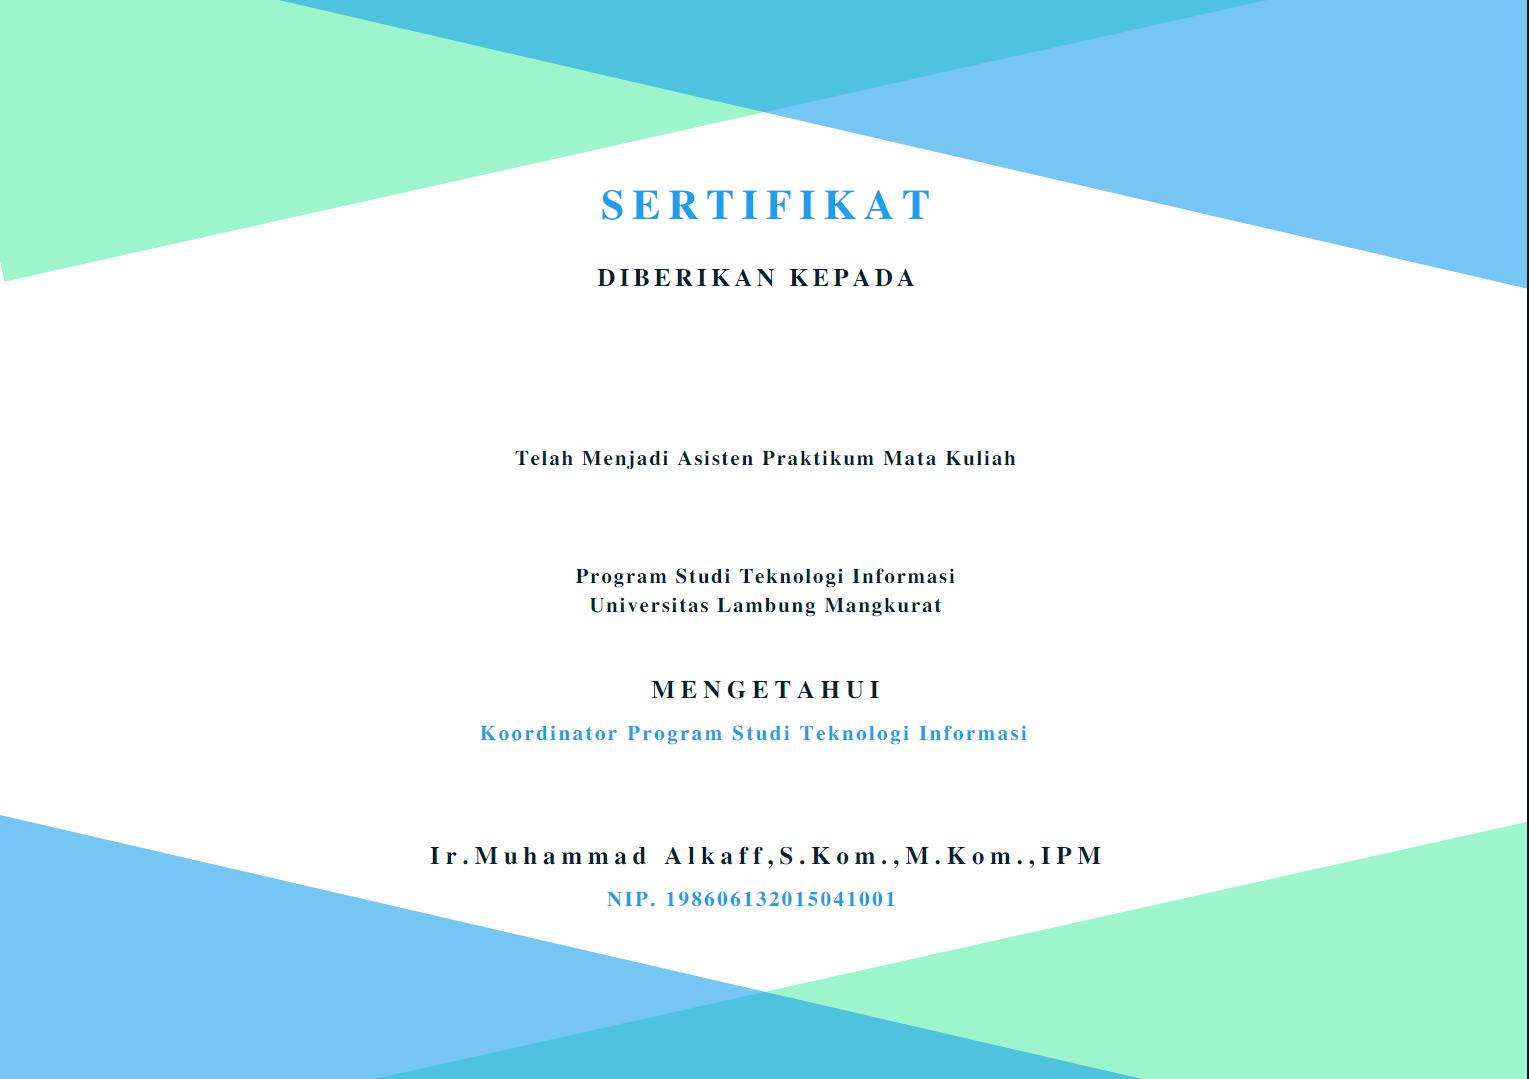 SERTIFIKAT
DIBERIKAN KEPADA
Telah Menjadi Asisten Praktikum Mata Kuliah
Program Studi Teknologi Informasi
Universitas Lambung Mangkurat
MENGETAHUI
Koordinator Program Studi Teknologi Informasi
Ir.Muhammad Alkaff,S.Kom.,M.Kom.,IPM
NIP. 198606132015041001